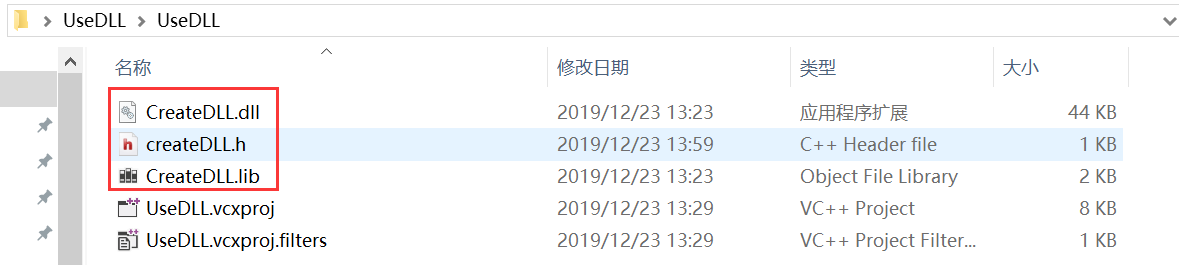 UseDLL > UseDLL
名称 修改日期 类型 大小
CreateDLL.dll 2019/12/23 13:23 应用程序扩展 44 KB
createDLL.h 2019/12/23 13:59 C++ Header file 1 KB
CreateDLL.lib 2019/12/23 13:23 Object File Library 2 KB
UseDLL.vcxproj 2019/12/23 13:29 VC++ Project 8 KB
UseDLL.vcxproj.filters 2019/12/23 13:29 VC++ Project Filter... 1 KB